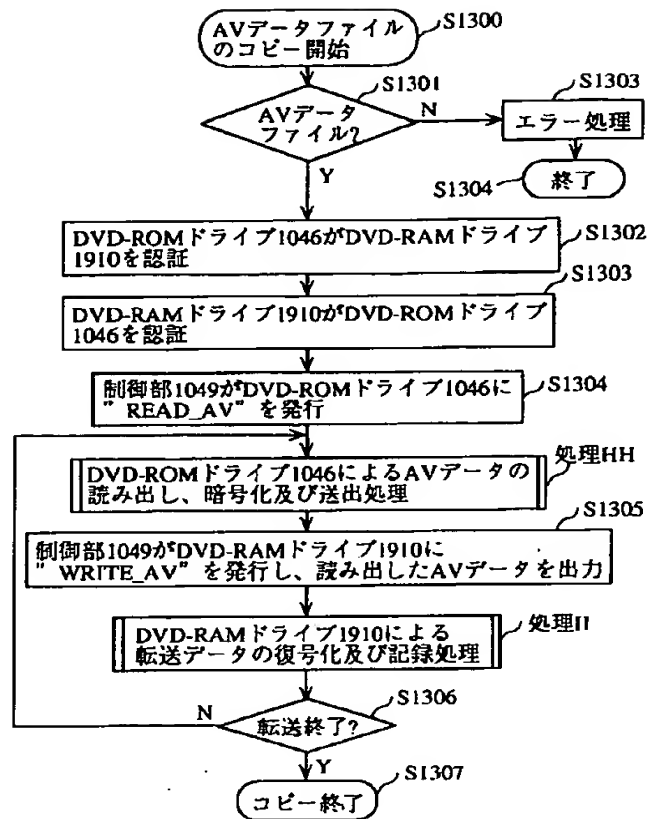 AVデータファイル
のコピー開始
S1300
S1301
AVデータ
ファイル?
N
S1303
エラー処理
Y
S1304
終了
DVD-ROMドライブ1046がDVD-RAMドライブ
1910を認証
S1302
S1303
DVD-RAMドライブ1910がDVD-ROMドライブ
1046を認証
制御部1049がDVD-ROMドライブ1046に
" READ_AV" を発行
S1304
処理HH
DVD-ROMドライブ1046によるAVデータの
読み出し、暗号化及び送出処理
S1305
制御部1049がDVD-RAMドライブ1910に
" WRITE_AV" を発行し、読み出したAVデータを出力
処理II
DVD-RAMドライブ1910による
転送データの復号化及び記録処理
S1306
N
転送終了?
Y
S1307
コピー終了